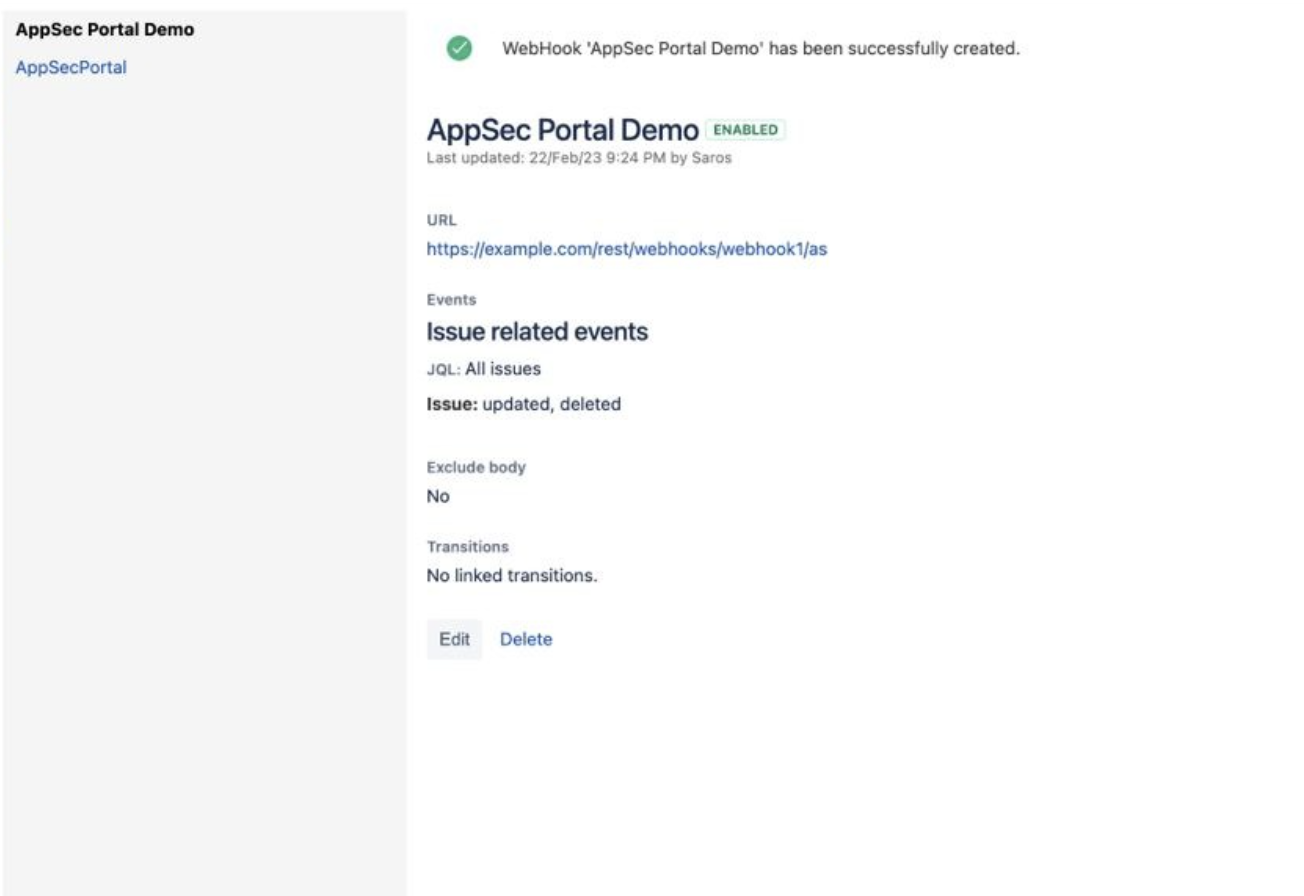 AppSec Portal Demo
AppSecPortal
WebHook 'AppSec Portal Demo' has been successfully created.
AppSec Portal Demo ENABLED
Last updated: 22/Feb/23 9:24 PM by Saros
URL
https://example.com/rest/webhooks/webhook1/as
Events
Issue related events
JQL: All issues
Issue: updated, deleted
Exclude body
No
Transitions
No linked transitions.
Edit Delete